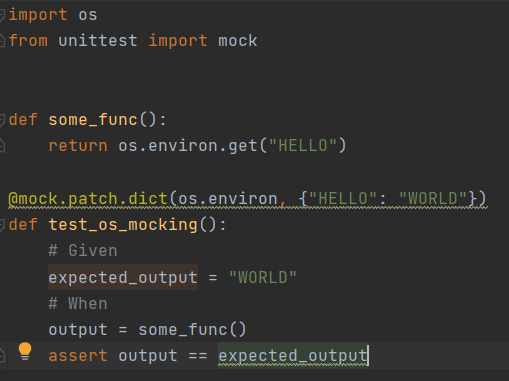 import os
from unittest import mock
def some_func():
    return os.environ.get("HELLO")
@mock.patch.dict(os.environ, {"HELLO": "WORLD"})
def test_os_mocking():
    # Given
    expected_output = "WORLD"
    # When
    output = some_func()
    assert output == expected_output